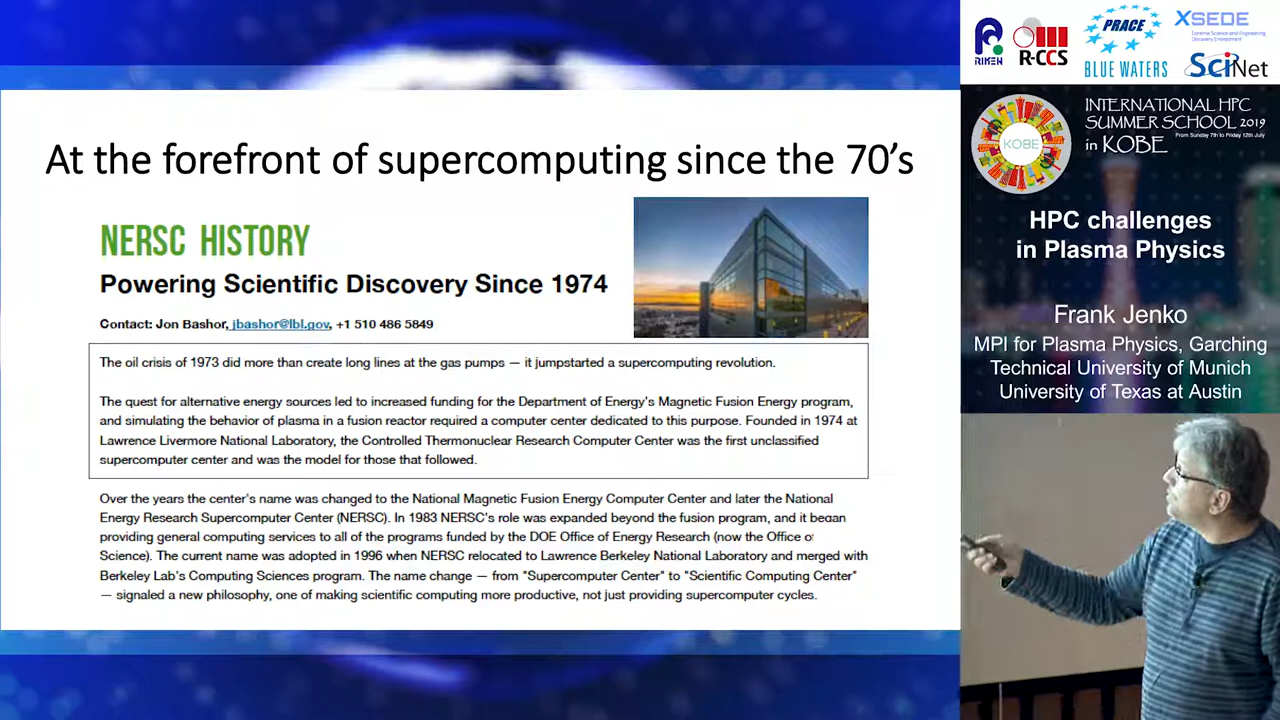 At the forefront of supercomputing since the 70's
NERSC HISTORY
Powering Scientific Discovery Since 1974
Contact: Jon Bashor, jbashor@lbl.gov, +1 510 486 5849
The oil crisis of 1973 did more than create long lines at the gas pumps — it jumpstarted a supercomputing revolution.
The quest for alternative energy sources led to increased funding for the Department of Energy's Magnetic Fusion Energy program,
and simulating the behavior of plasma in a fusion reactor required a computer center dedicated to this purpose. Founded in 1974 at
Lawrence Livermore National Laboratory, the Controlled Thermonuclear Research Computer Center was the first unclassified
supercomputer center and was the model for those that followed.
Over the years the center's name was changed to the National Magnetic Fusion Energy Computer Center and later the National
Energy Research Supercomputer Center (NERSC). In 1983 NERSC's role was expanded beyond the fusion program, and it began
providing general computing services to all of the programs funded by the DOE Office of Energy Research (now the Office of
Science). The current name was adopted in 1996 when NERSC relocated to Lawrence Berkeley National Laboratory and merged with
Berkeley Lab's Computing Sciences program. The name change — from "Supercomputer Center" to "Scientific Computing Center"
— signaled a new philosophy, one of making scientific computing more productive, not just providing supercomputer cycles.
RIKEN
R-CCS
PRACE
BLUE WATERS
XSEDE
Extreme Science and Engineering
Discovery Environment
SciNet
KOBE
INTERNATIONAL HPC
SUMMER SCHOOL 2019
From Sunday 7th to Friday 12th July
in KOBE
HPC challenges
in Plasma Physics
Frank Jenko
MPI for Plasma Physics, Garching
Technical University of Munich
University of Texas at Austin